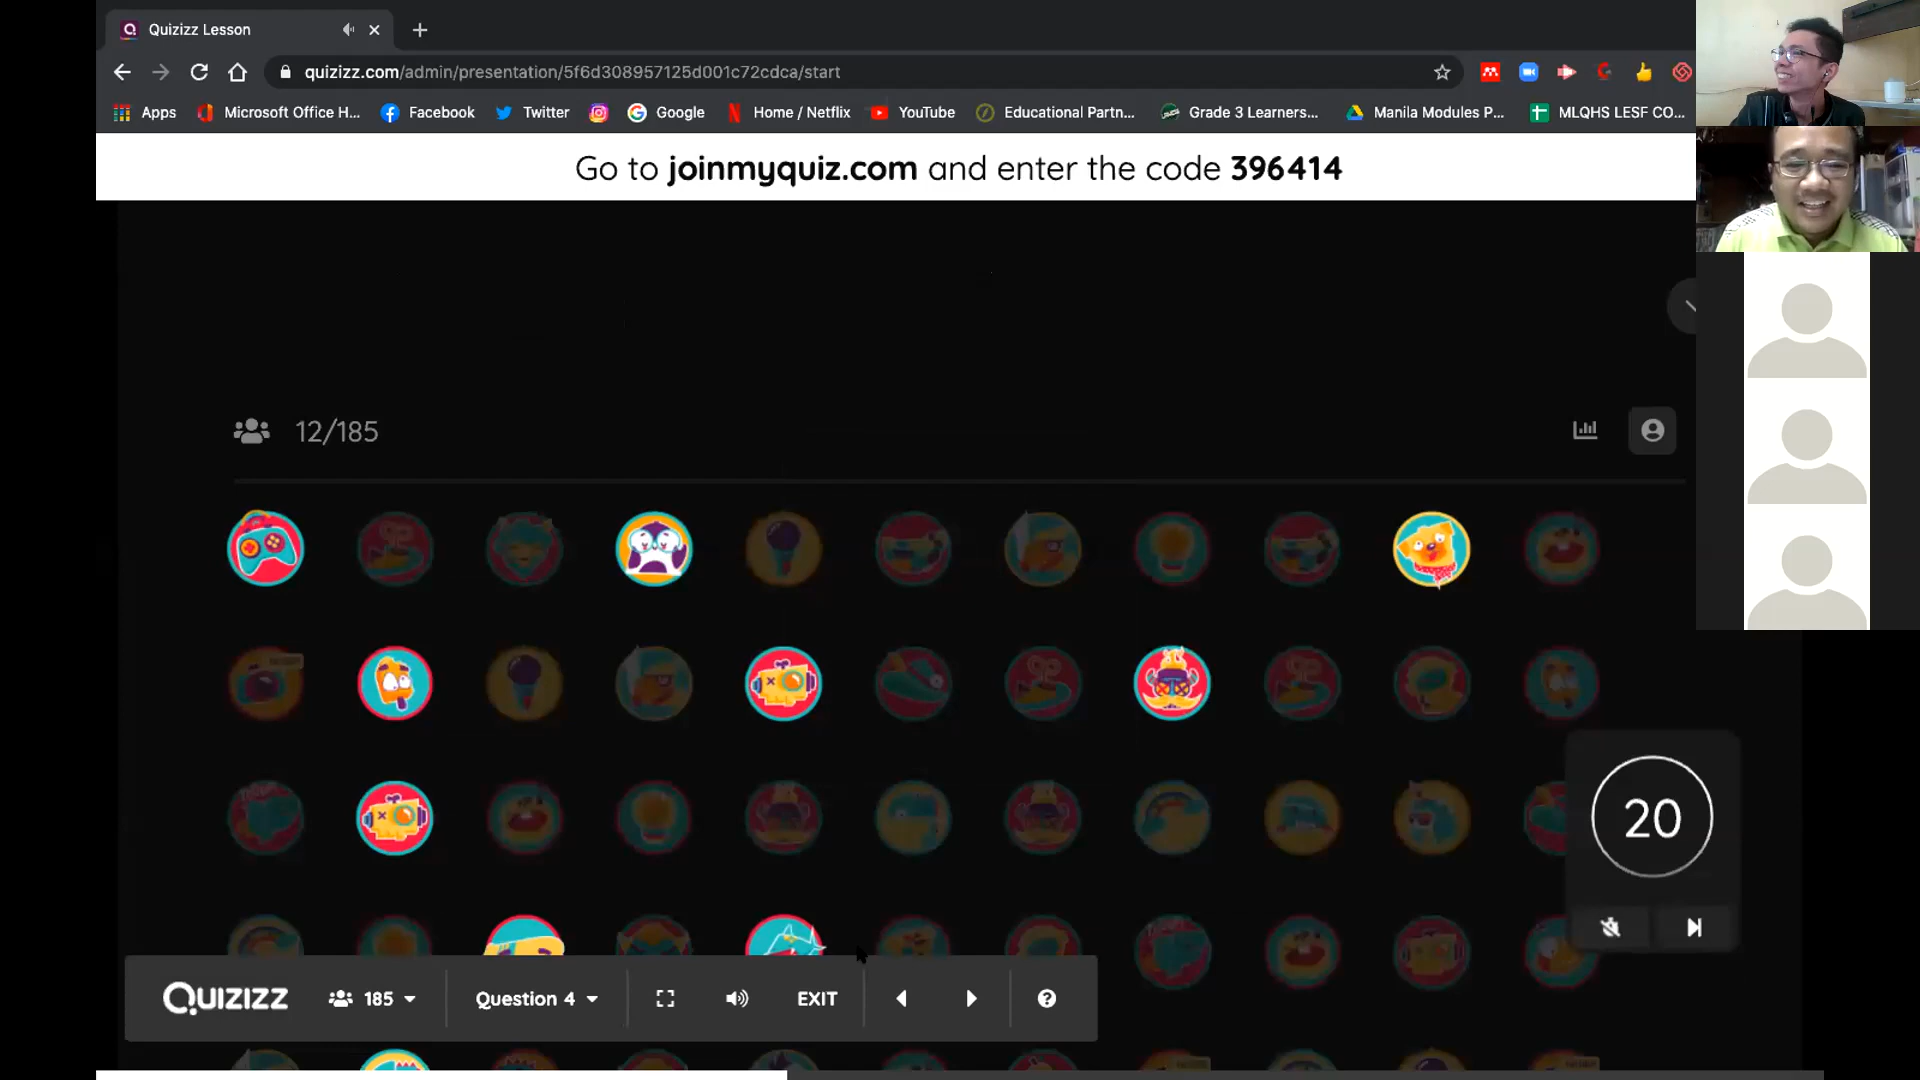 Quizizz Lesson
quizizz.com/admin/presentation/5f6d308957125d001c72cdca/start
Apps
Microsoft Office H...
Facebook
Twitter
Google
Home / Netflix
YouTube
Educational Partn...
Grade 3 Learners...
Manila Modules P...
MLQHS LESF CO...
Go to joinmyquiz.com and enter the code 396414
12/185
20
QUIZIZZ
185
Question 4
EXIT